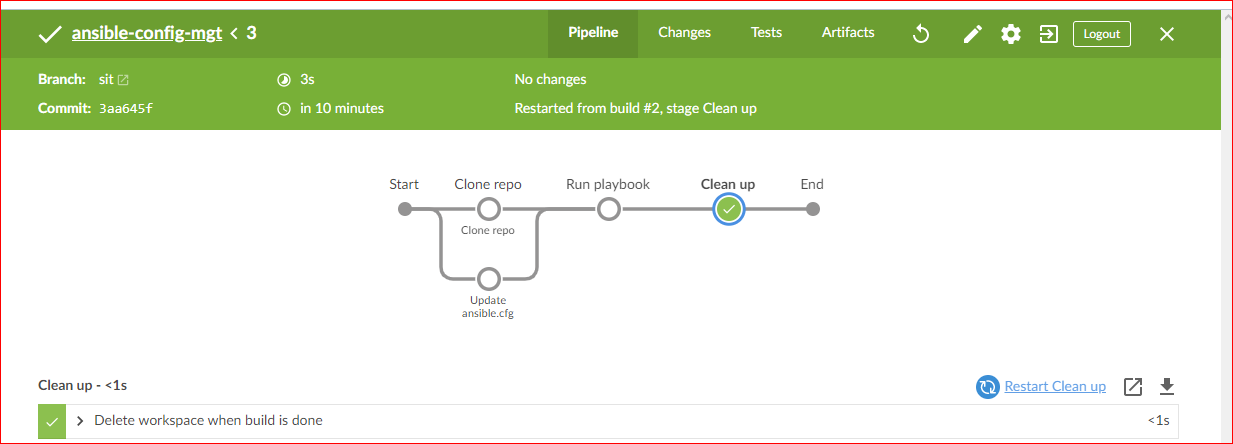 ansible-config-mgt < 3 Pipeline Changes Tests Artifacts Logout
Branch: sit 3s No changes
Commit: 3aa645f in 10 minutes Restarted from build #2, stage Clean up
Start Clone repo Run playbook Clean up End
Clone repo
Update
ansible.cfg
Clean up - <1s Restart Clean up
Delete workspace when build is done <1s